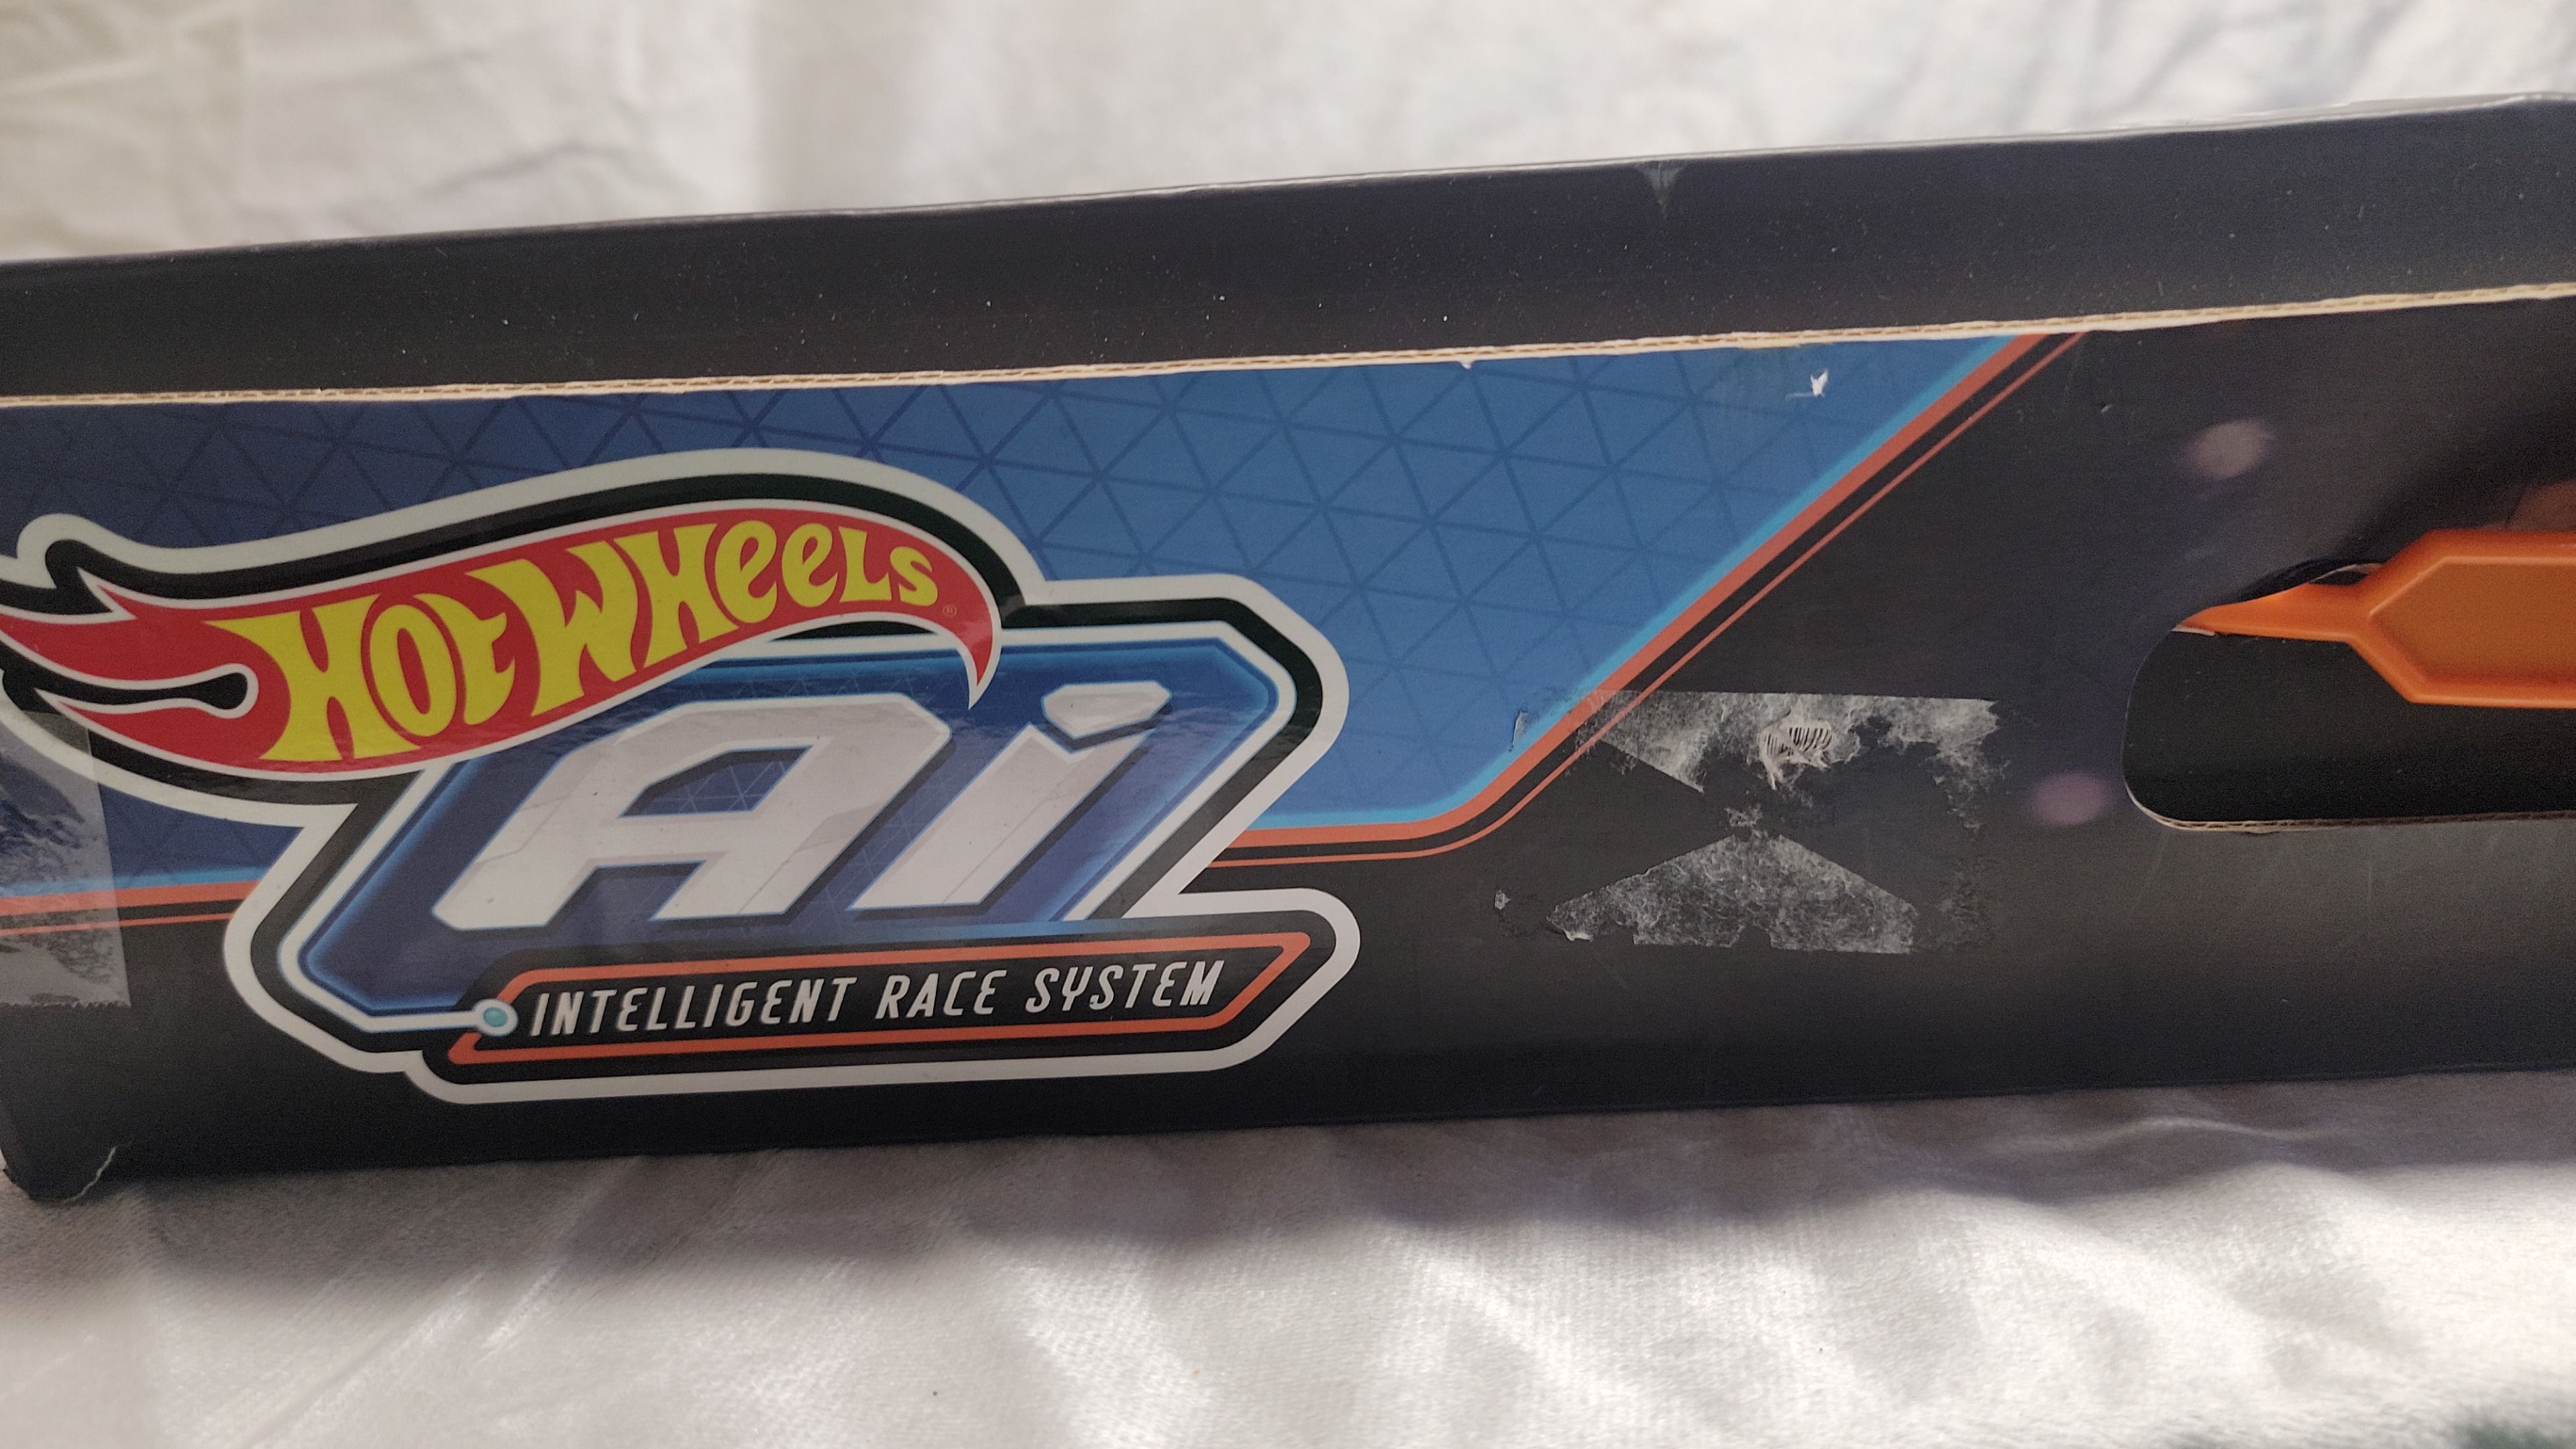 HOT WHEELS ®
Ai
INTELLIGENT RACE SYSTEM